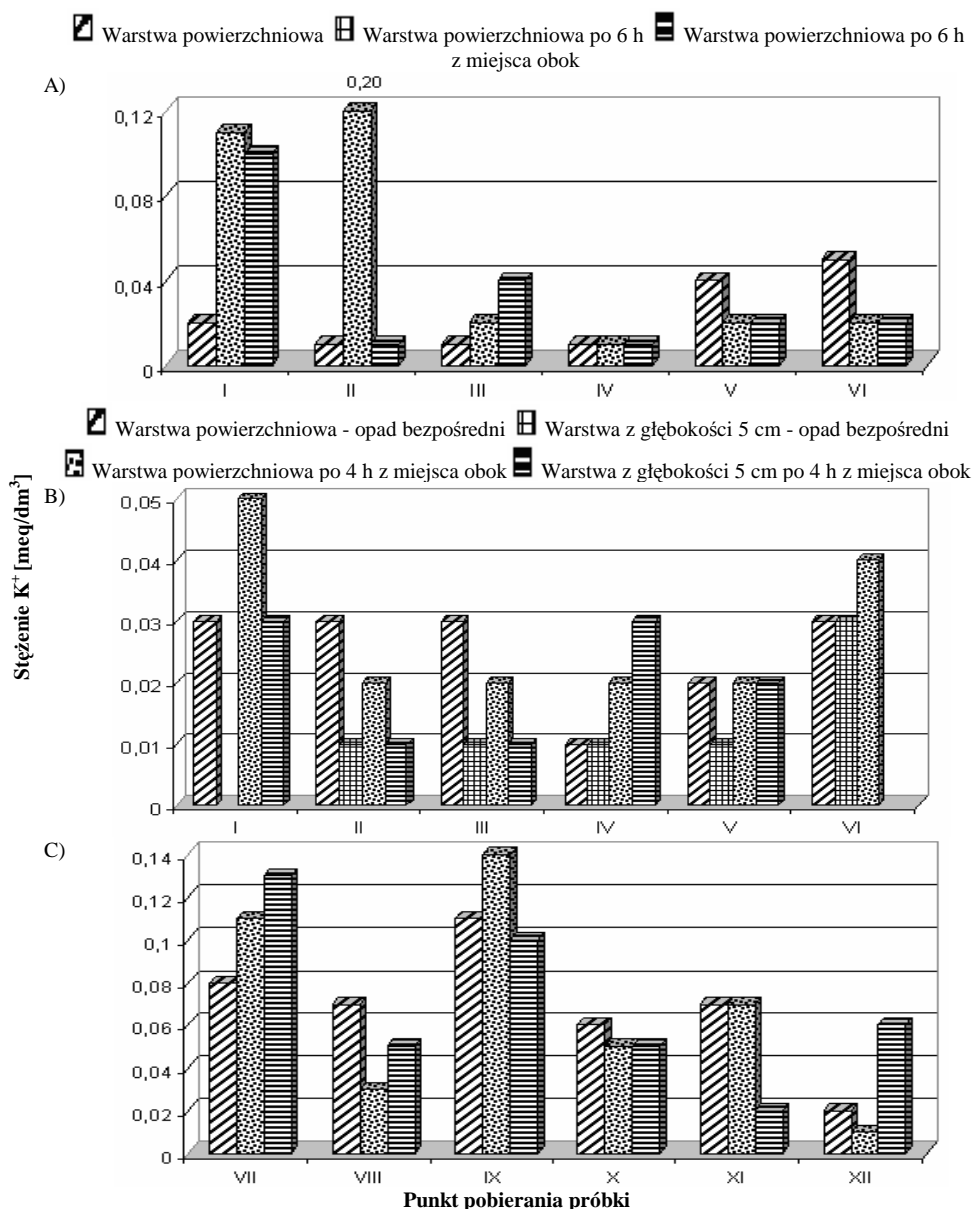 Warstwa powierzchniowa Warstwa powierzchniowa po 6 h Warstwa powierzchniowa po 6 h
z miejsca obok
A)
0,20
0,12
0,08
0,04
0
I II III IV V VI
Warstwa powierzchniowa - opad bezpośredni Warstwa z głębokości 5 cm - opad bezpośredni
Warstwa powierzchniowa po 4 h z miejsca obok Warstwa z głębokości 5 cm po 4 h z miejsca obok
B)
Stężenie K+ [meq/dm³]
0,05
0,04
0,03
0,02
0,01
0
I II III IV V VI
C)
0,14
0,12
0,1
0,08
0,06
0,04
0,02
0
VII VIII IX X XI XII
Punkt pobierania próbki